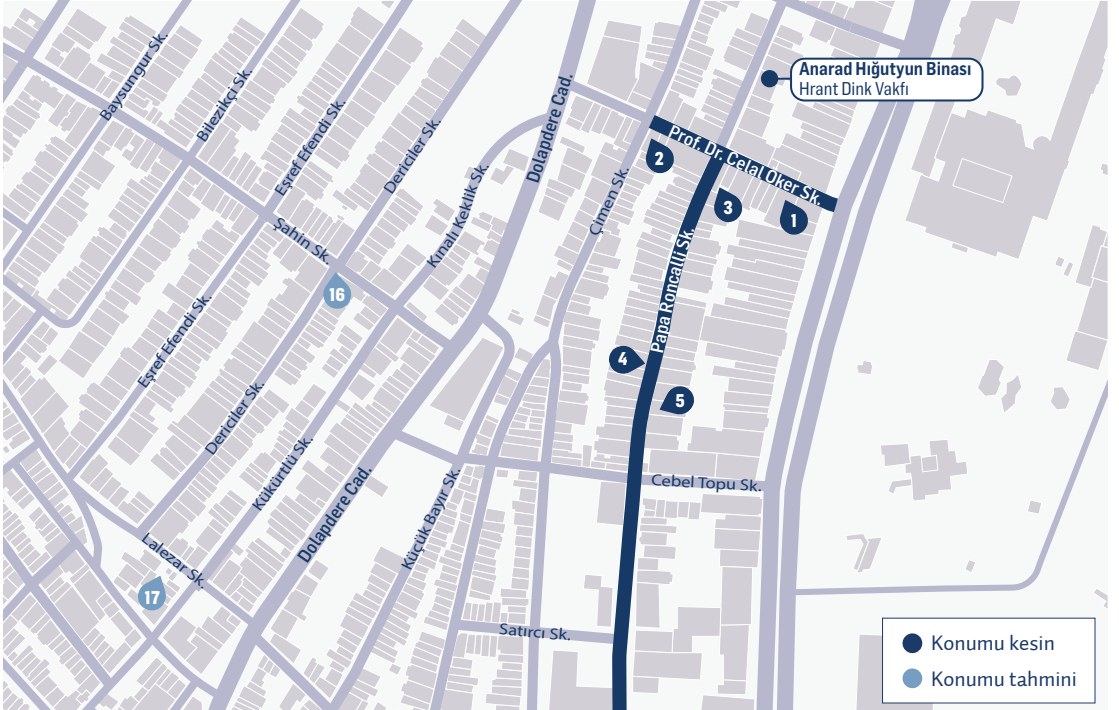 Baysungur Sk.
Bilezikçi Sk.
Eşref Efendi Sk.
Dericiler Sk.
Kınalı Keklik Sk.
Dolapdere Cad.
Çimen Sk.
Anarad Hığutyun Binası
Hrant Dink Vakfı
Prof. Dr. Celal Öker Sk.
2
3
1
Şahin Sk.
16
Papa Roncalli Sk.
4
5
Eşref Efendi Sk.
Dericiler Sk.
Kükürtlü Sk.
Dolapdere Cad.
Küçük Bayır Sk.
Cebel Topu Sk.
Lalezar Sk.
17
Satırcı Sk.
Konumu kesin
Konumu tahmini